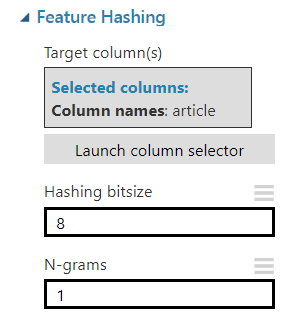 Feature Hashing
Target column(s)
Selected columns:
Column names: article
Launch column selector
Hashing bitsize
8
N-grams
1